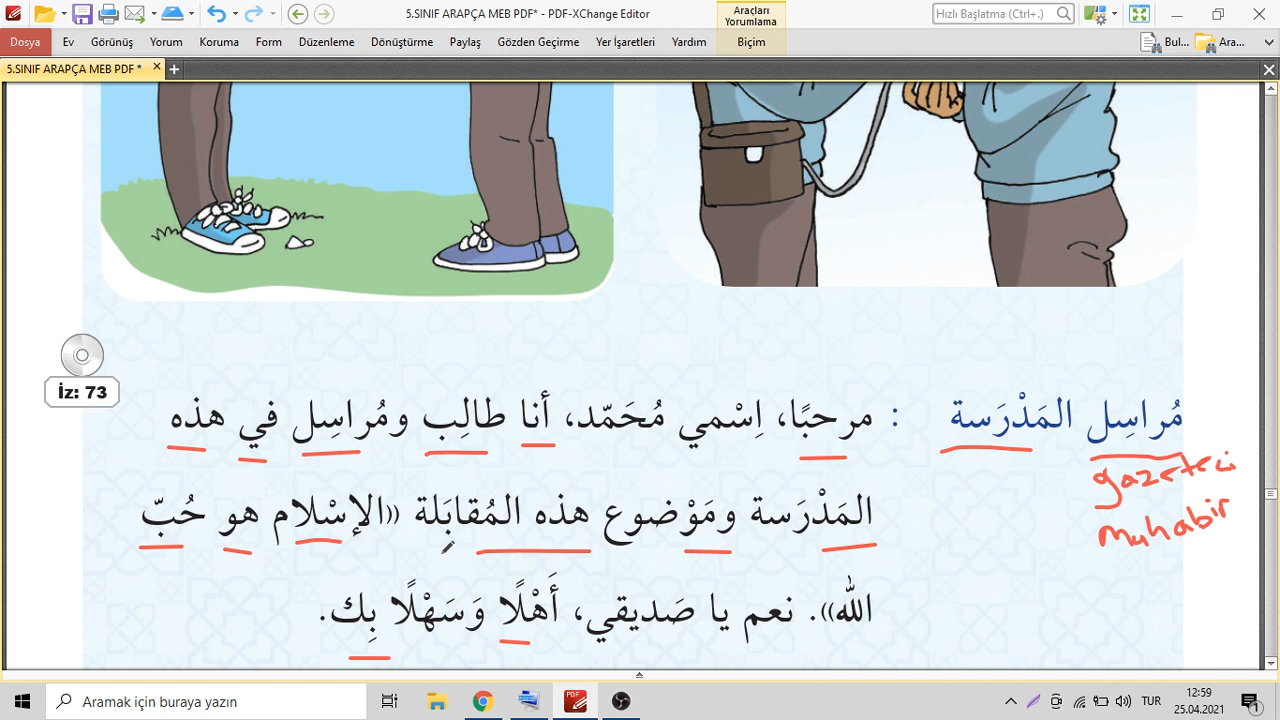 5.SINIF ARAPÇA MEB PDF* - PDF-XChange Editor
Araçları Yorumlama
Hızlı Başlatma (Ctrl+.)
Dosya Ev Görünüş Yorum Koruma Form Düzenleme Dönüştürme Paylaş Gözden Geçirme Yer İşaretleri Yardım Biçim Bul... Ara...
5.SINIF ARAPÇA MEB PDF *
İz: 73
مُراسِل المَدْرَسة : مرحبًا، اِسْمي مُحَمّد، أنا طالِب ومُراسِل في هذه
gazeteci
المَدْرَسة ومَوْضوع هذه المُقابَلة «الإسْلام هو حُبّ
muhabir
الله». نعم يا صَديقي، أَهْلًا وَسَهْلًا بِك.
Aramak için buraya yazın
PDF
TUR
12:59
25.04.2021
1